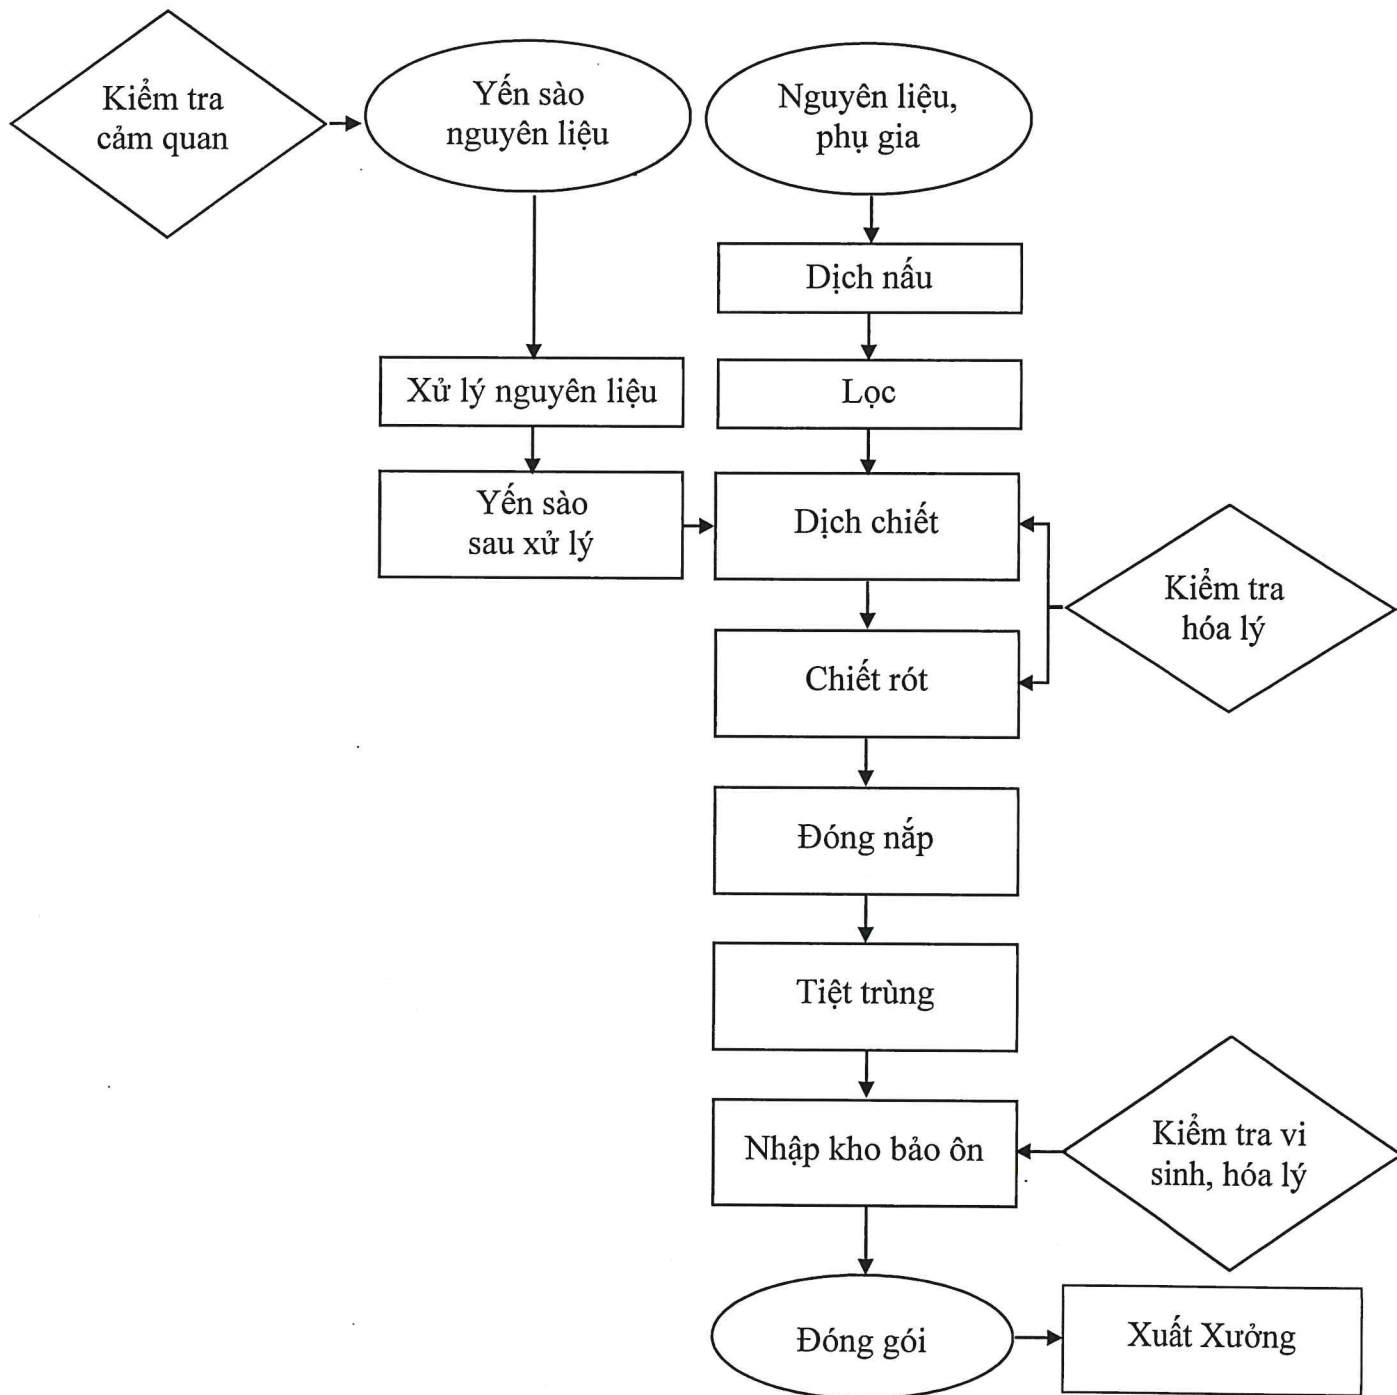 Kiểm tra
cảm quan
Yến sào
nguyên liệu
Nguyên liệu,
phụ gia
Dịch nấu
Xử lý nguyên liệu
Lọc
Yến sào
sau xử lý
Dịch chiết
Kiểm tra
hóa lý
Chiết rót
Đóng nắp
Tiệt trùng
Nhập kho bảo ôn
Kiểm tra vi
sinh, hóa lý
Đóng gói
Xuất Xưởng